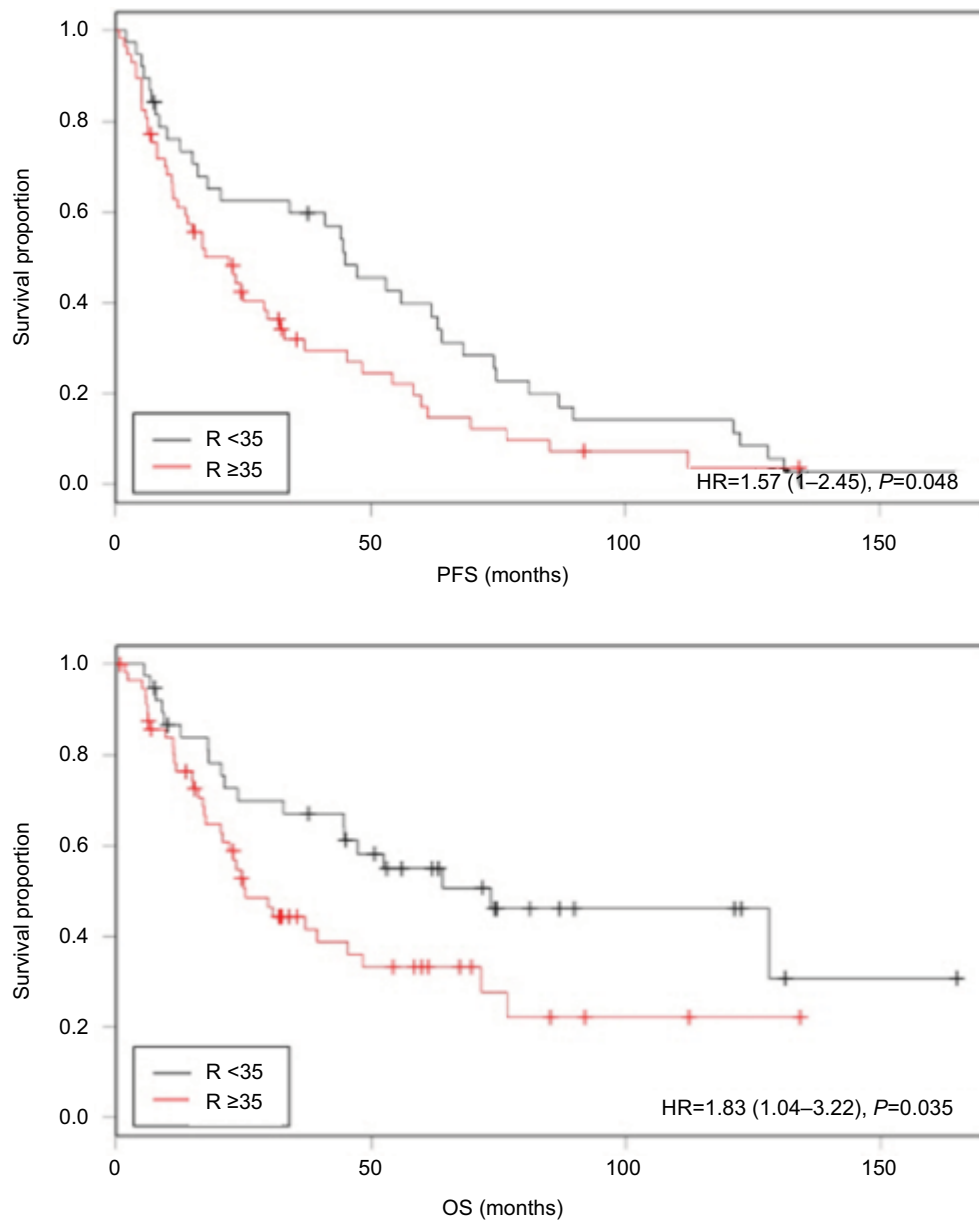 1.0
0.8
0.6
0.4
0.2
0.0
Survival proportion
R <35
R ≥35
HR=1.57 (1–2.45), P=0.048
0 50 100 150
PFS (months)
1.0
0.8
0.6
0.4
0.2
0.0
Survival proportion
R <35
R ≥35
HR=1.83 (1.04–3.22), P=0.035
0 50 100 150
OS (months)